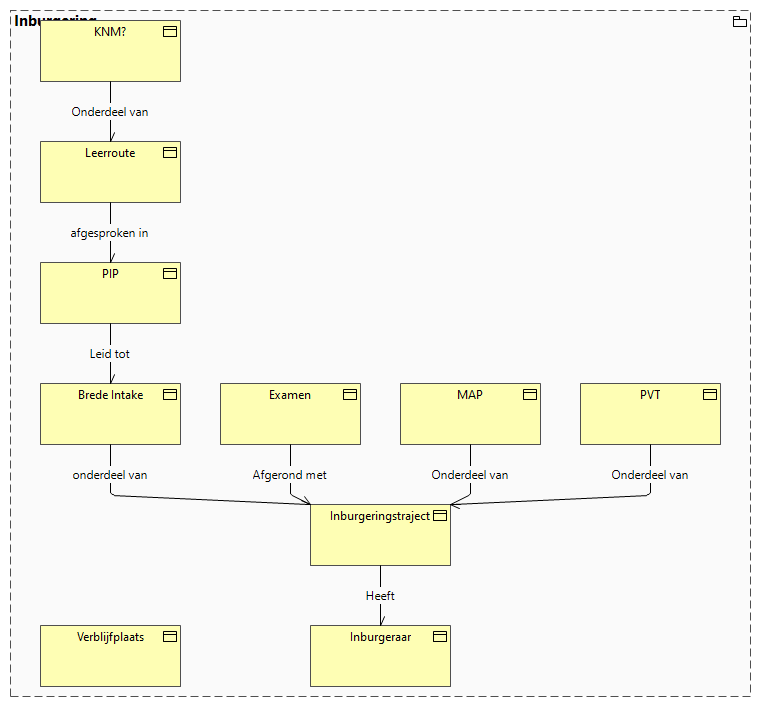 Inburgering
KNM?
Onderdeel van
Leerroute
afgesproken in
PIP
Leid tot
Brede Intake
Examen
MAP
PVT
onderdeel van
Afgerond met
Onderdeel van
Onderdeel van
Inburgeringstraject
Heeft
Verblijfplaats
Inburgeraar